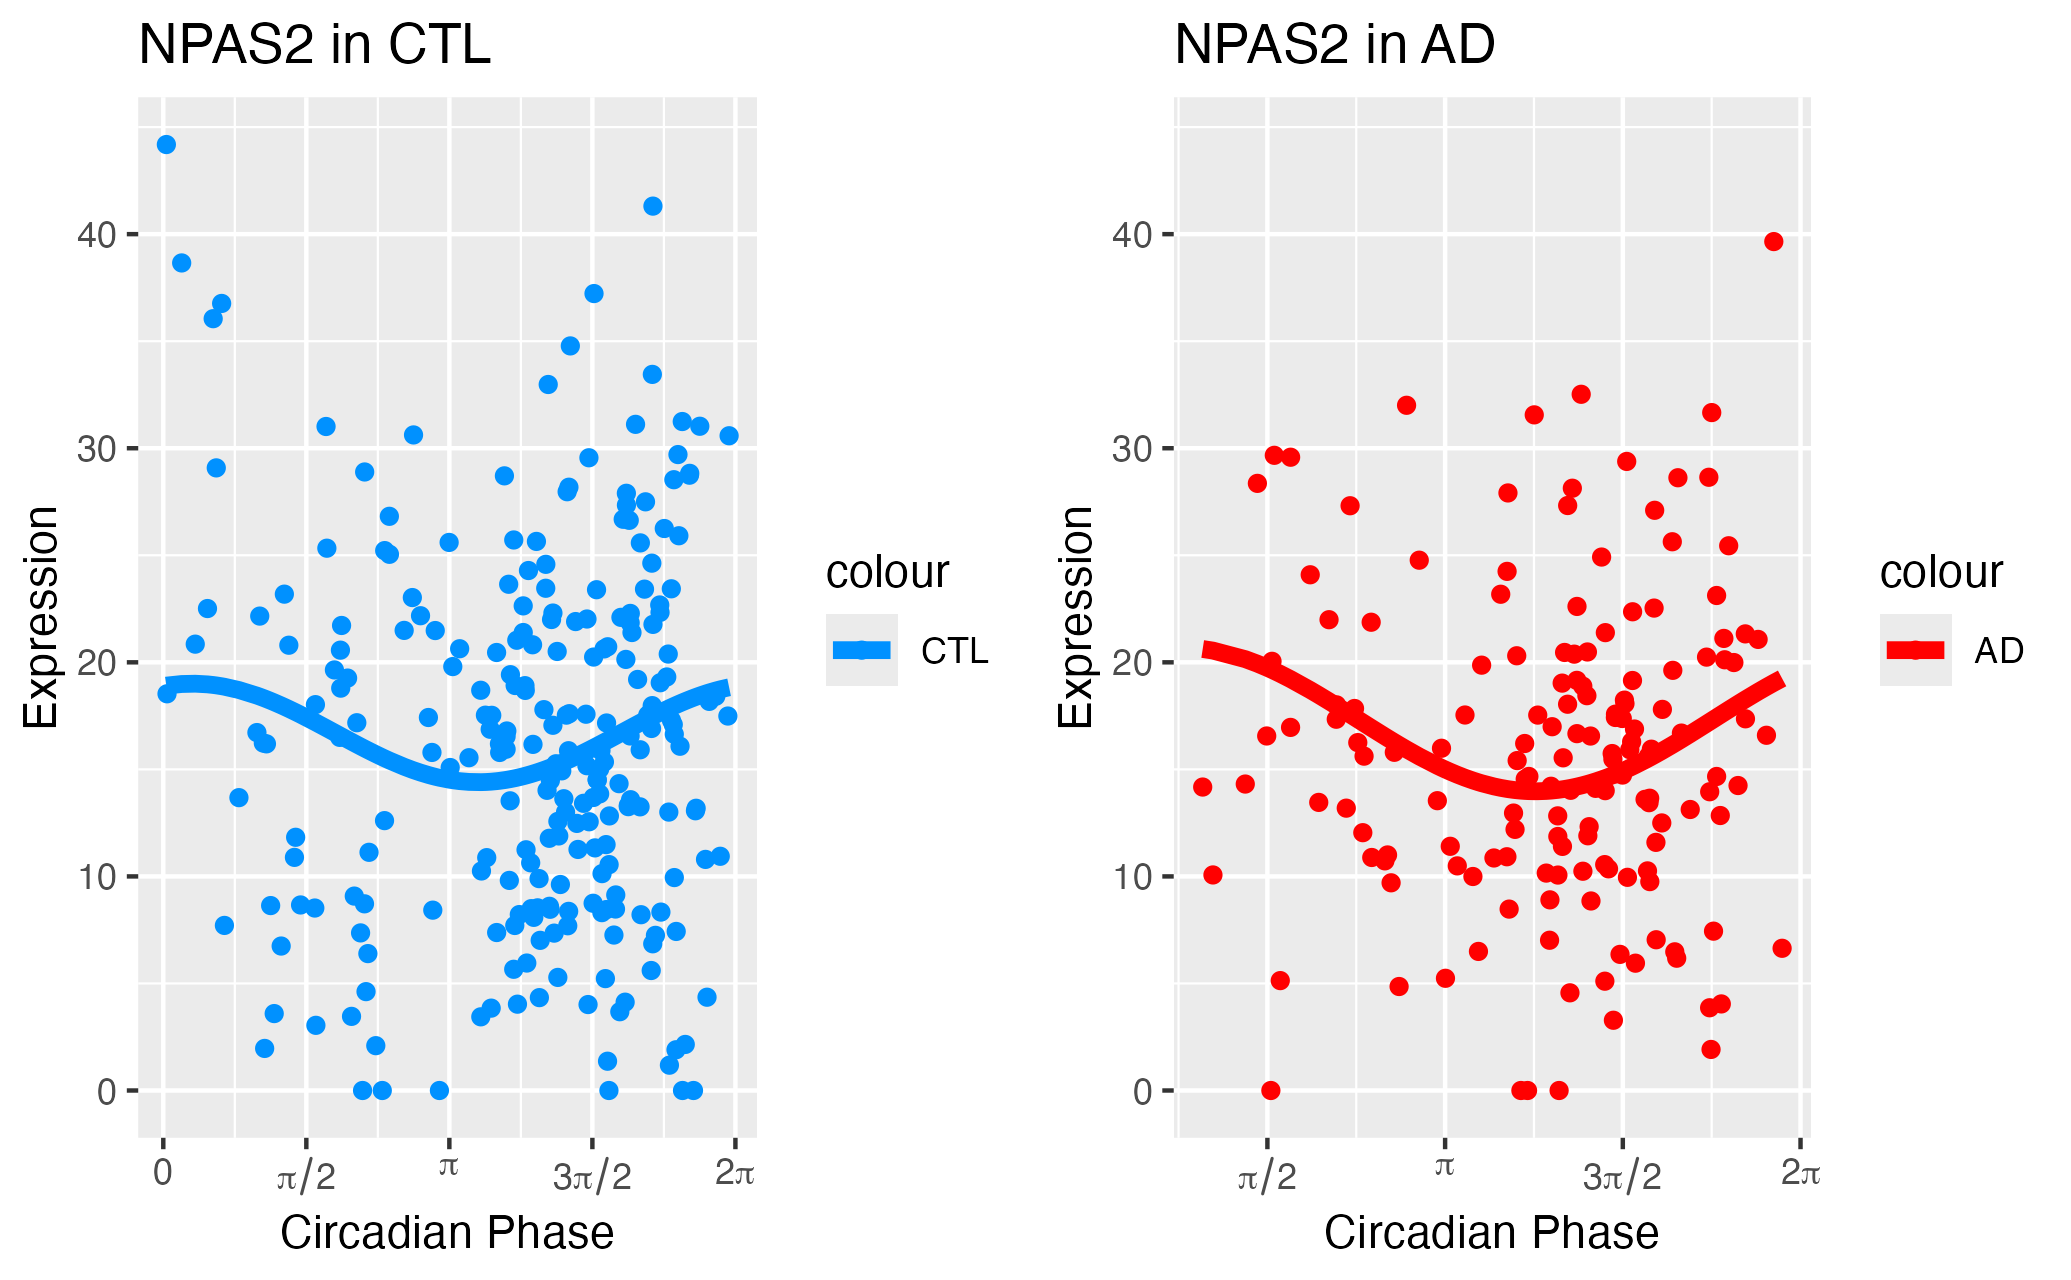 NPAS2 in CTL
Expression
40
30
20
10
0
0
π/2
π
3π/2
2π
Circadian Phase
colour
CTL
NPAS2 in AD
Expression
40
30
20
10
0
π/2
π
3π/2
2π
Circadian Phase
colour
AD